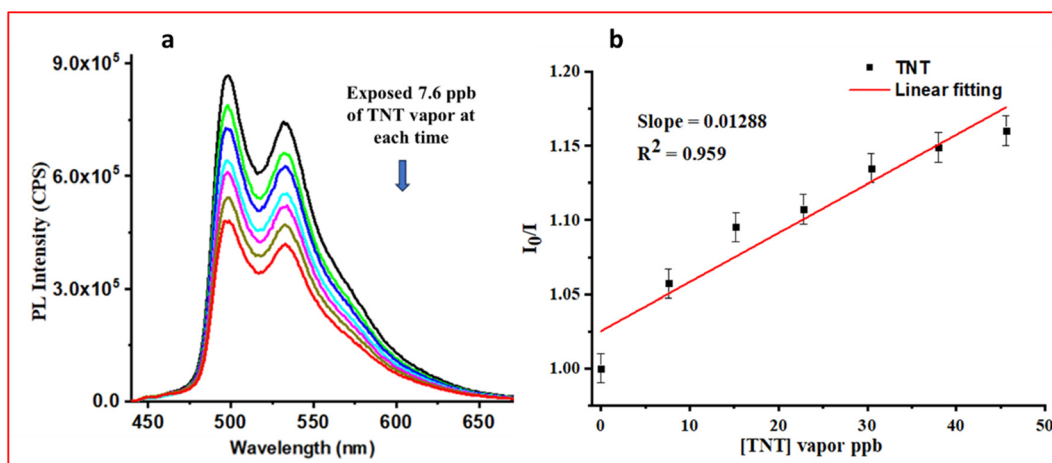 a
9.0x10⁵
6.0x10⁵
3.0x10⁵
0.0
PL Intensity (CPS)
450 500 550 600 650
Wavelength (nm)
Exposed 7.6 ppb
of TNT vapor at
each time
b
1.20
1.15
1.10
1.05
1.00
I₀/I
0 10 20 30 40 50
[TNT] vapor ppb
TNT
Linear fitting
Slope = 0.01288
R² = 0.959